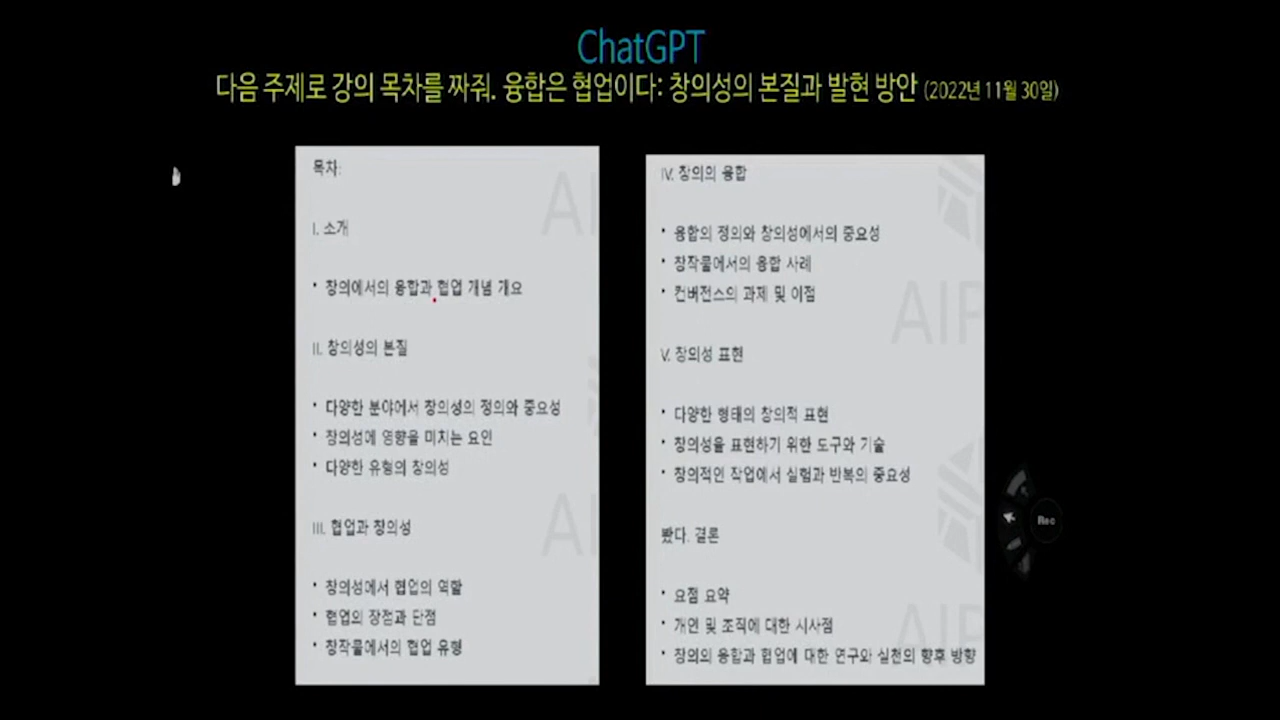 ChatGPT
다음 주제로 강의 목차를 짜줘. 융합은 협업이다: 창의성의 본질과 발현 방안 (2022년 11월 30일)
목차:
I. 소개
• 창의에서의 융합과 협업 개념 개요
II. 창의성의 본질
• 다양한 분야에서 창의성의 정의와 중요성
• 창의성에 영향을 미치는 요인
• 다양한 유형의 창의성
III. 협업과 창의성
• 창의성에서 협업의 역할
• 협업의 장점과 단점
• 창작물에서의 협업 유형
IV. 창의의 융합
• 융합의 정의와 창의성에서의 중요성
• 창작물에서의 융합 사례
• 컨버전스의 과제 및 이점
V. 창의성 표현
• 다양한 형태의 창의적 표현
• 창의성을 표현하기 위한 도구와 기술
• 창의적인 작업에서 실험과 반복의 중요성
봤다. 결론
• 요점 요약
• 개인 및 조직에 대한 시사점
• 창의의 융합과 협업에 대한 연구와 실천의 향후 방향
Rec